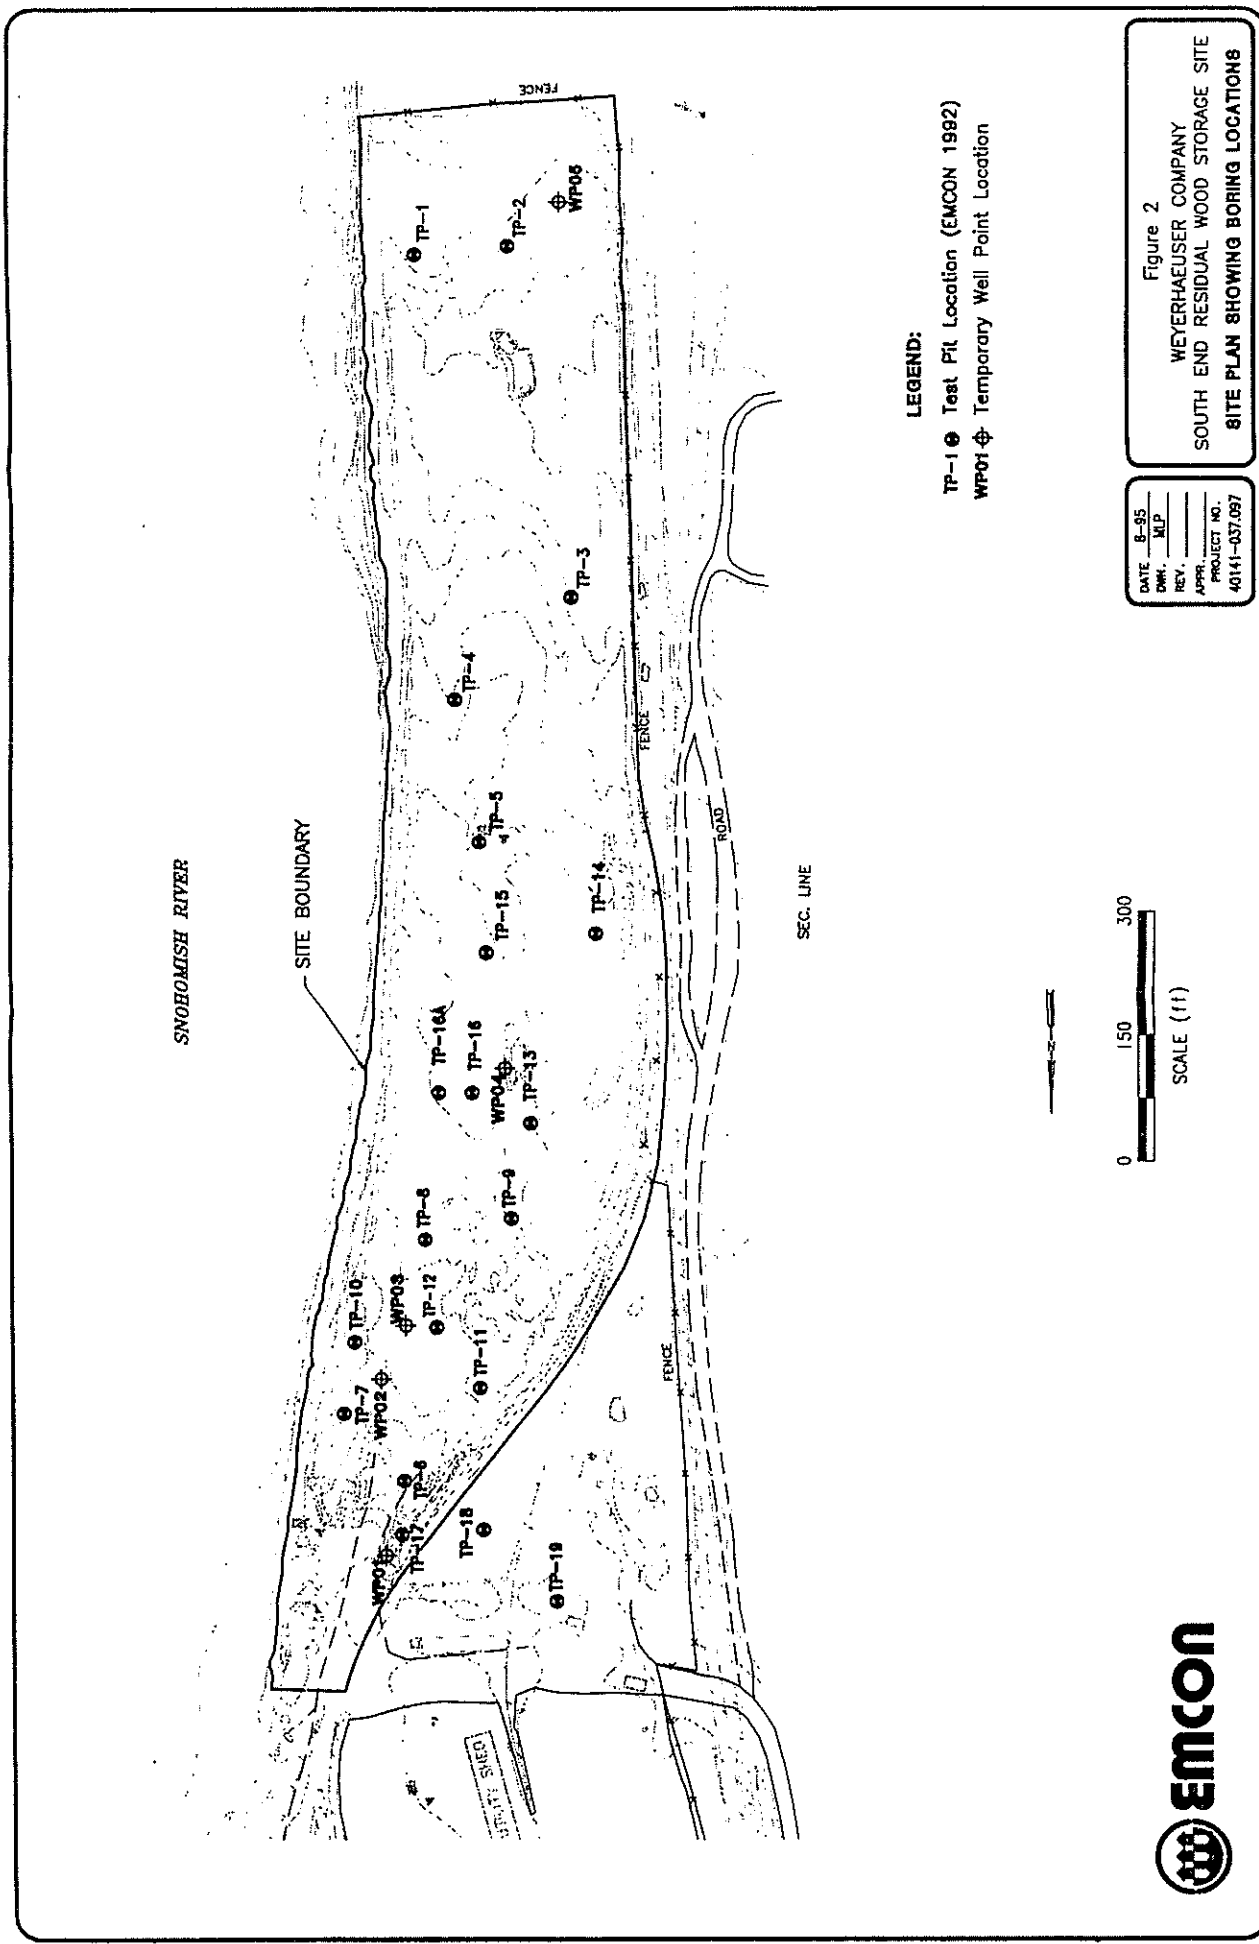 SNOHOMISH RIVER
SITE BOUNDARY
FENCE
TP-1
TP-2
WP05
TP-3
TP-4
TP-5
TP-14
TP-15
TP-16A
TP-16
WP04
TP-13
TP-9
TP-8
TP-12
WP03
TP-10
TP-11
TP-7
WP02
TP-6
TP-17
WP01
TP-18
TP-19
FENCE
FENCE
ROAD
SEC. LINE
UTILITY SHED
N
LEGEND:
TP-1 Test Pit Location (EMCON 1992)
WP01 Temporary Well Point Location
0 150 300
SCALE (ft)
EMCON
DATE 8-95
DWN. MLP
REV.
APPR.
PROJECT NO.
40141-037.097
Figure 2
WEYERHAEUSER COMPANY
SOUTH END RESIDUAL WOOD STORAGE SITE
SITE PLAN SHOWING BORING LOCATIONS